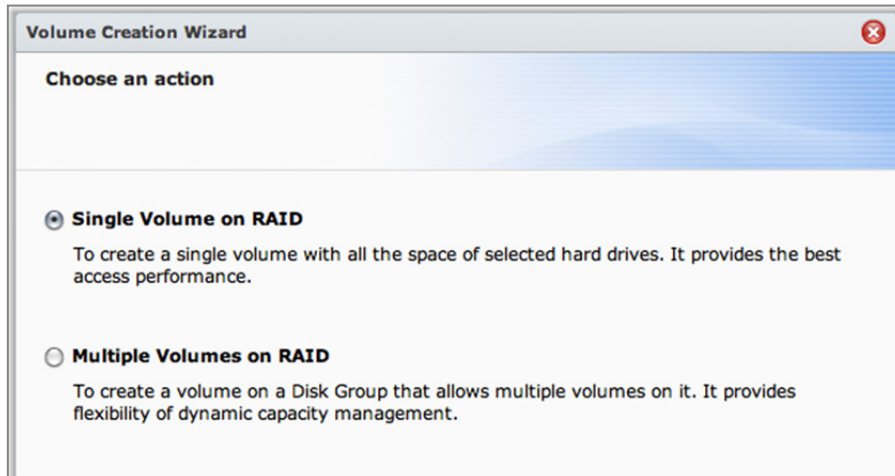 Volume Creation Wizard
Choose an action
Single Volume on RAID
To create a single volume with all the space of selected hard drives. It provides the best
access performance.
Multiple Volumes on RAID
To create a volume on a Disk Group that allows multiple volumes on it. It provides
flexibility of dynamic capacity management.